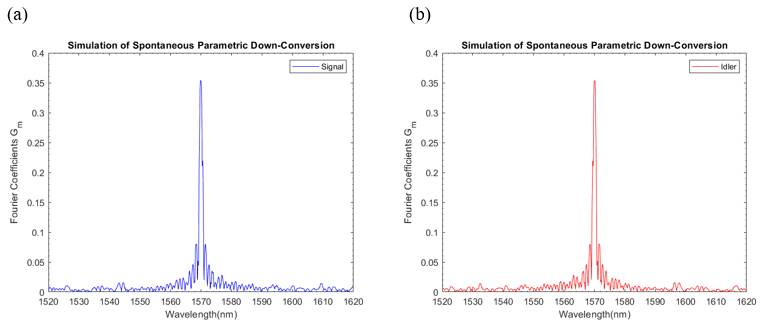 (a)
Simulation of Spontaneous Parametric Down-Conversion
Signal
0.4
0.35
0.3
0.25
0.2
0.15
0.1
0.05
0
Fourier Coefficients Gm
1520 1530 1540 1550 1560 1570 1580 1590 1600 1610 1620
Wavelength(nm)
(b)
Simulation of Spontaneous Parametric Down-Conversion
Idler
0.4
0.35
0.3
0.25
0.2
0.15
0.1
0.05
0
Fourier Coefficients Gm
1520 1530 1540 1550 1560 1570 1580 1590 1600 1610 1620
Wavelength(nm)